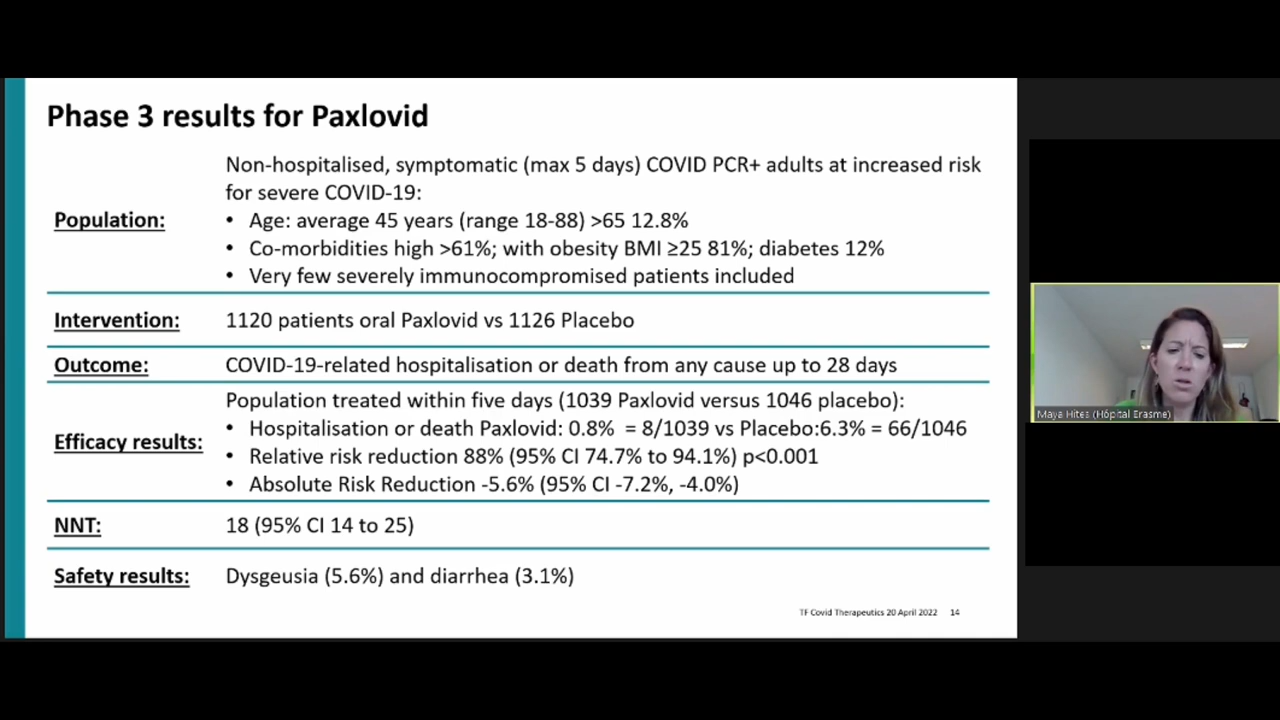 Phase 3 results for Paxlovid
Population:
Non-hospitalised, symptomatic (max 5 days) COVID PCR+ adults at increased risk
for severe COVID-19:
• Age: average 45 years (range 18-88) >65 12.8%
• Co-morbidities high >61%; with obesity BMI ≥25 81%; diabetes 12%
• Very few severely immunocompromised patients included
Intervention: 1120 patients oral Paxlovid vs 1126 Placebo
Outcome: COVID-19-related hospitalisation or death from any cause up to 28 days
Efficacy results:
Population treated within five days (1039 Paxlovid versus 1046 placebo):
• Hospitalisation or death Paxlovid: 0.8% = 8/1039 vs Placebo:6.3% = 66/1046
• Relative risk reduction 88% (95% CI 74.7% to 94.1%) p<0.001
• Absolute Risk Reduction -5.6% (95% CI -7.2%, -4.0%)
NNT: 18 (95% CI 14 to 25)
Safety results: Dysgeusia (5.6%) and diarrhea (3.1%)
TF Covid Therapeutics 20 April 2022 14
Maya Hites (Hôpital Erasme)